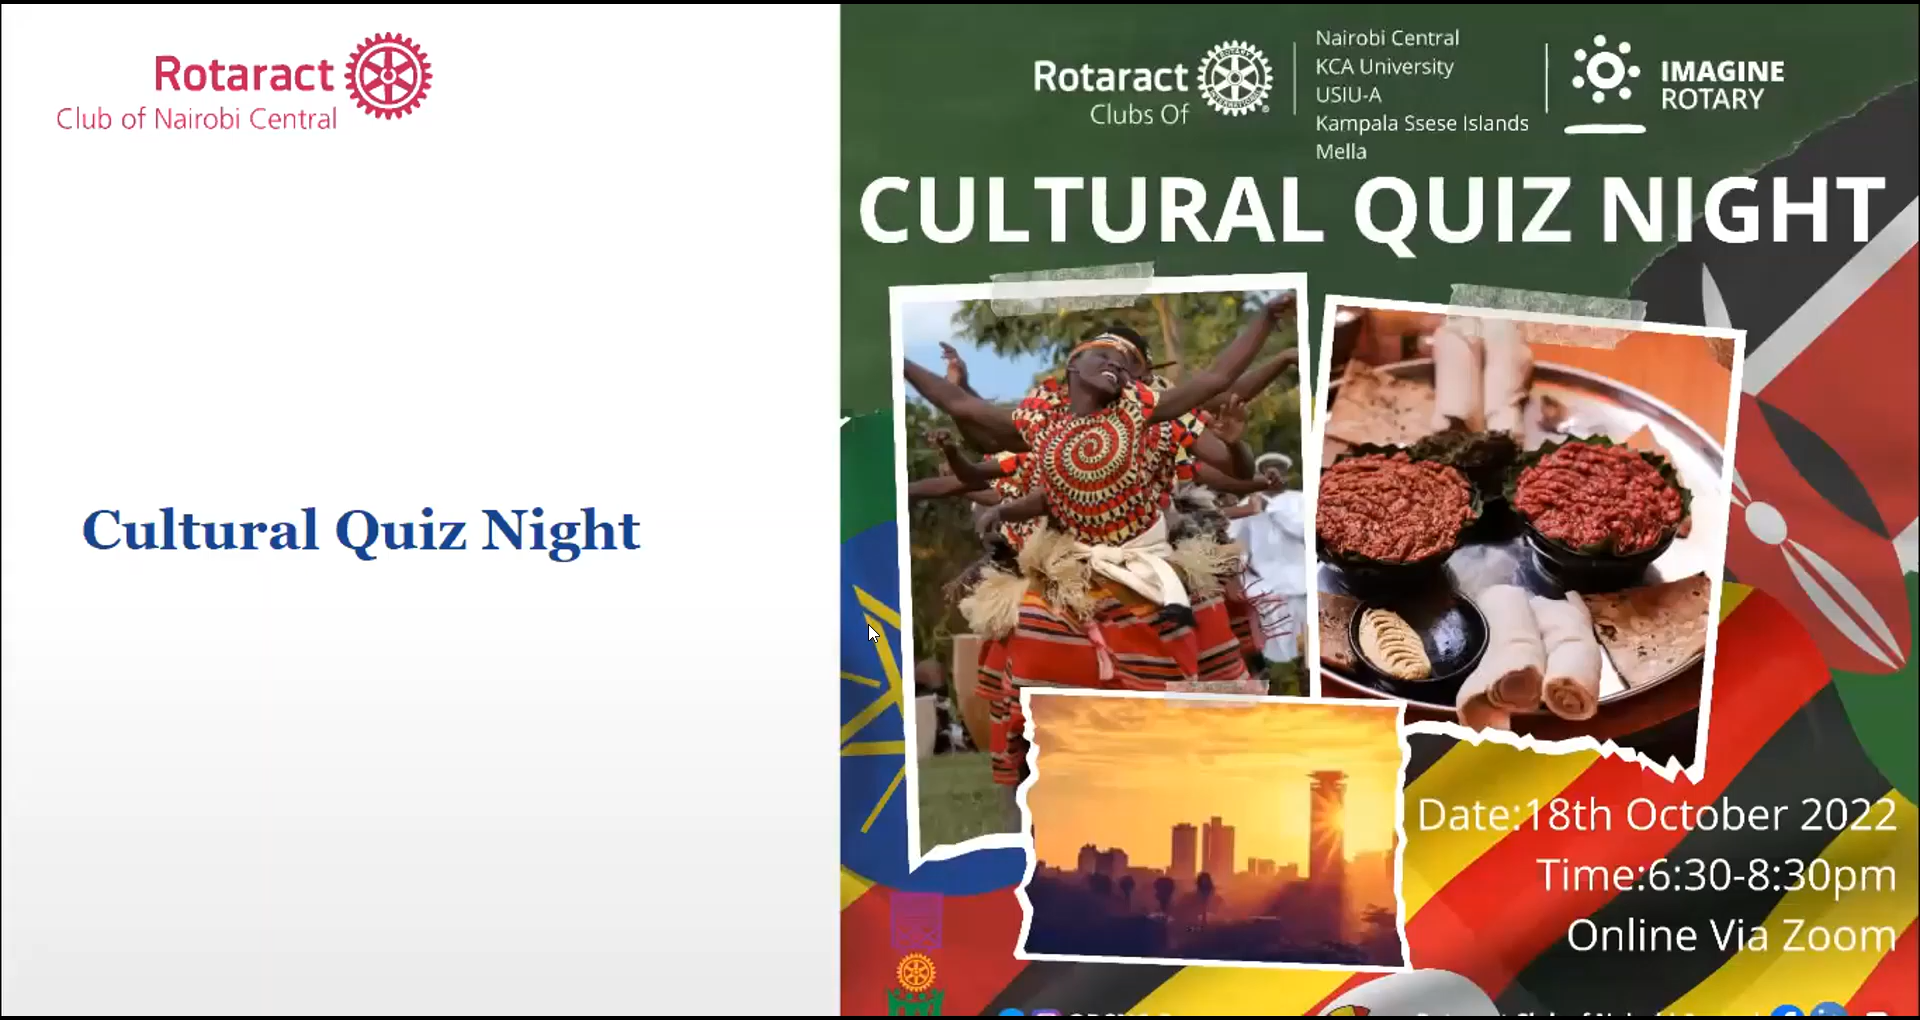 Rotaract
Club of Nairobi Central
Cultural Quiz Night
Rotaract
Clubs Of
Nairobi Central
KCA University
USIU-A
Kampala Ssese Islands
Mella
IMAGINE
ROTARY
CULTURAL QUIZ NIGHT
Date:18th October 2022
Time:6:30-8:30pm
Online Via Zoom